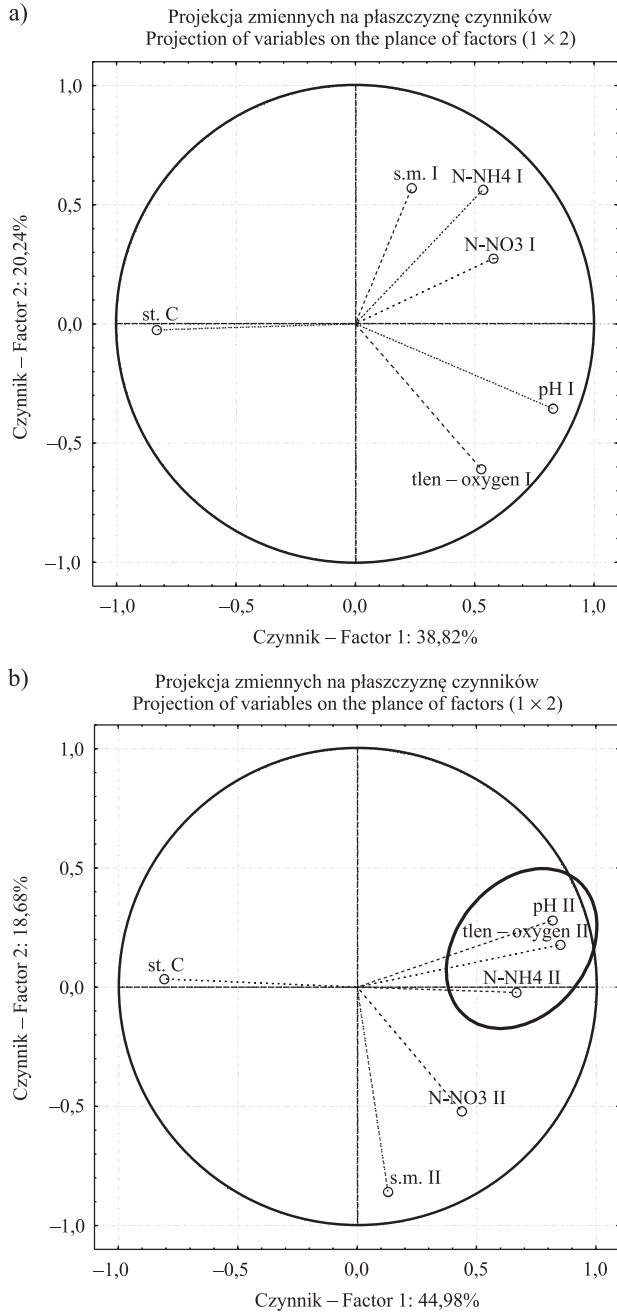 a)
Projekcja zmiennych na płaszczyznę czynników
Projection of variables on the plance of factors (1 × 2)
1,0
s.m. I
N-NH4 I
0,5
N-NO3 I
Czynnik – Factor 2: 20,24%
st. C
0,0
pH I
–0,5
tlen – oxygen I
–1,0
–1,0
–0,5
0,0
0,5
1,0
Czynnik – Factor 1: 38,82%
b)
Projekcja zmiennych na płaszczyznę czynników
Projection of variables on the plance of factors (1 × 2)
1,0
0,5
pH II
tlen – oxygen II
Czynnik – Factor 2: 18,68%
st. C
N-NH4 II
0,0
N-NO3 II
–0,5
s.m. II
–1,0
–1,0
–0,5
0,0
0,5
1,0
Czynnik – Factor 1: 44,98%